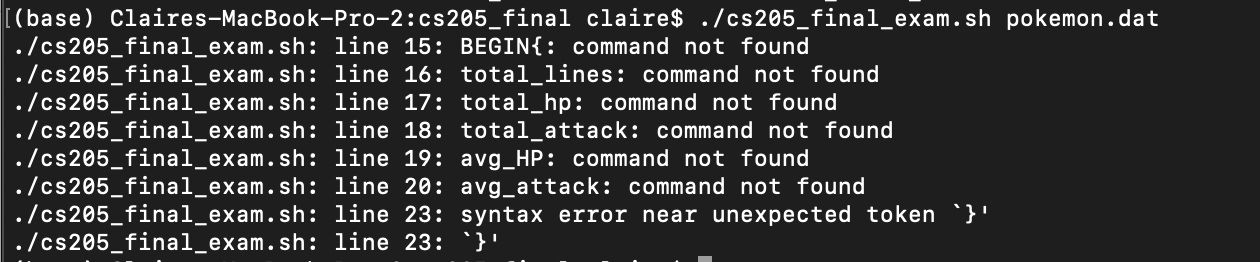 (base) Claires-MacBook-Pro-2:cs205_final claire$ ./cs205_final_exam.sh pokemon.dat
./cs205_final_exam.sh: line 15: BEGIN{: command not found
./cs205_final_exam.sh: line 16: total_lines: command not found
./cs205_final_exam.sh: line 17: total_hp: command not found
./cs205_final_exam.sh: line 18: total_attack: command not found
./cs205_final_exam.sh: line 19: avg_HP: command not found
./cs205_final_exam.sh: line 20: avg_attack: command not found
./cs205_final_exam.sh: line 23: syntax error near unexpected token `}'
./cs205_final_exam.sh: line 23: `}'